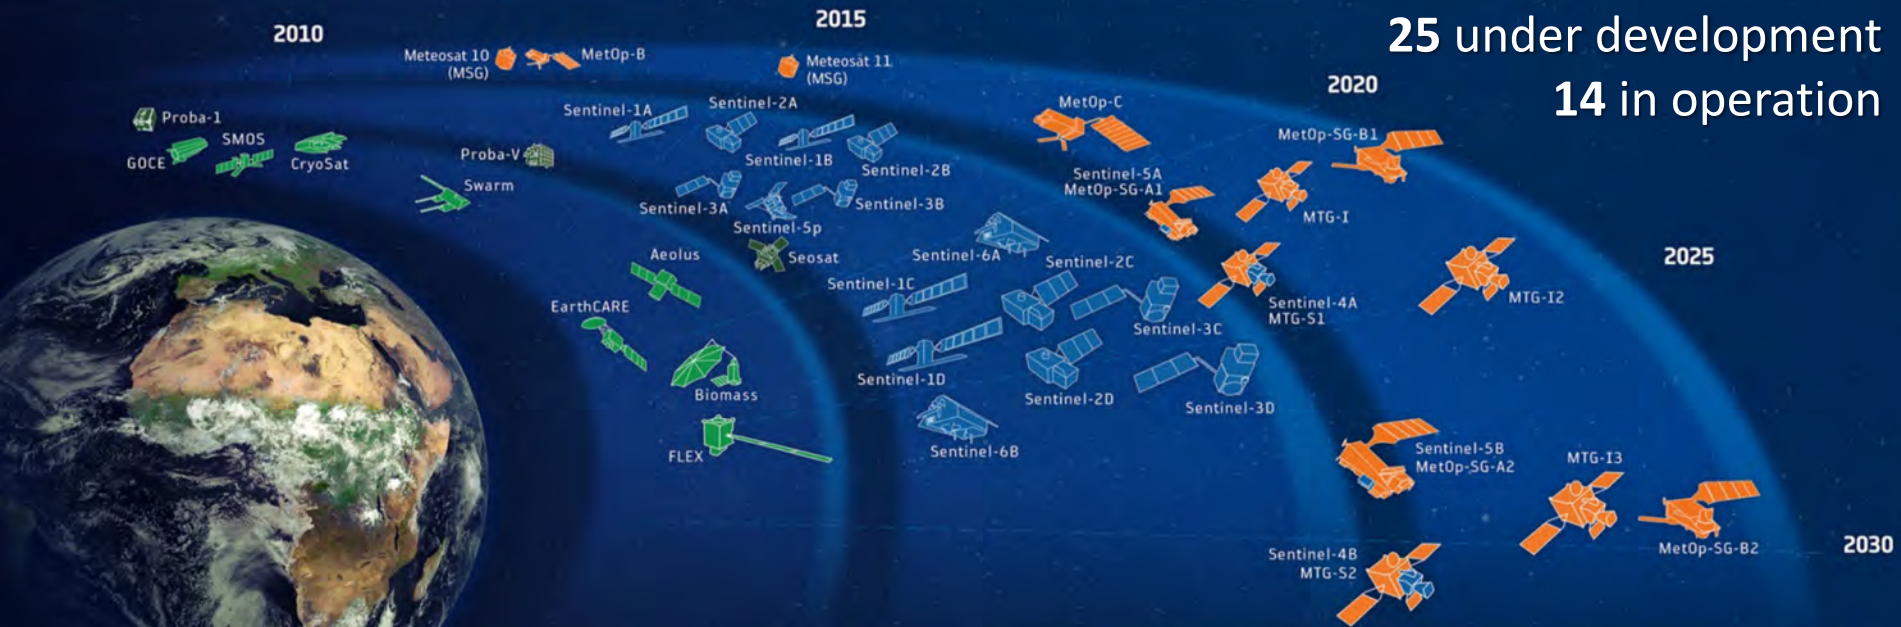 2010
2015
25 under development
14 in operation
2020
2025
2030
Meteosat 10
(MSG)
MetOp-B
Meteosat 11
(MSG)
Proba-1
GOCE
SMOS
CryoSat
Proba-V
Swarm
Sentinel-1A
Sentinel-2A
Sentinel-1B
Sentinel-2B
Sentinel-3A
Sentinel-5p
Sentinel-3B
Seosat
Aeolus
EarthCARE
Biomass
FLEX
Sentinel-6A
Sentinel-2C
Sentinel-1C
Sentinel-3C
Sentinel-1D
Sentinel-2D
Sentinel-3D
Sentinel-6B
MetOp-C
MetOp-SG-B1
Sentinel-5A
MetOp-SG-A1
MTG-I
Sentinel-4A
MTG-S1
MTG-I2
Sentinel-5B
MetOp-SG-A2
MTG-I3
MetOp-SG-B2
Sentinel-4B
MTG-S2